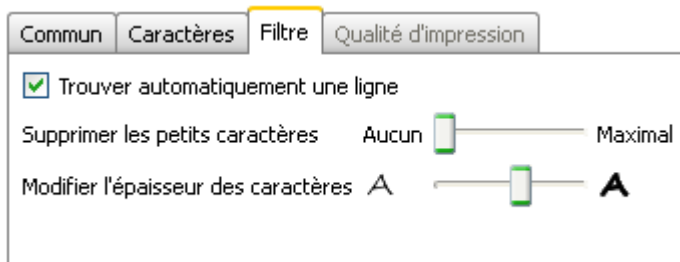 Commun Caractères Filtre Qualité d'impression
Trouver automatiquement une ligne
Supprimer les petits caractères Aucun Maximal
Modifier l'épaisseur des caractères A A